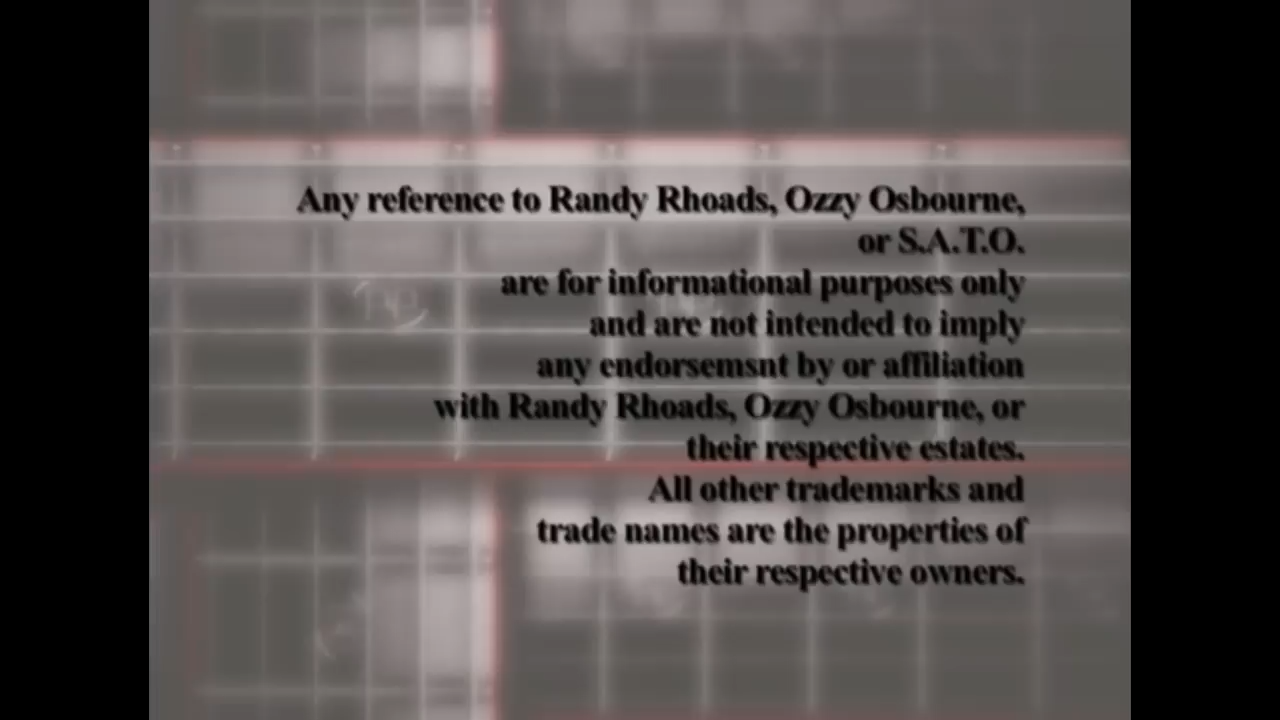 Any reference to Randy Rhoads, Ozzy Osbourne,
or S.A.T.O.
are for informational purposes only
and are not intended to imply
any endorsemsnt by or affiliation
with Randy Rhoads, Ozzy Osbourne, or
their respective estates.
All other trademarks and
trade names are the properties of
their respective owners.